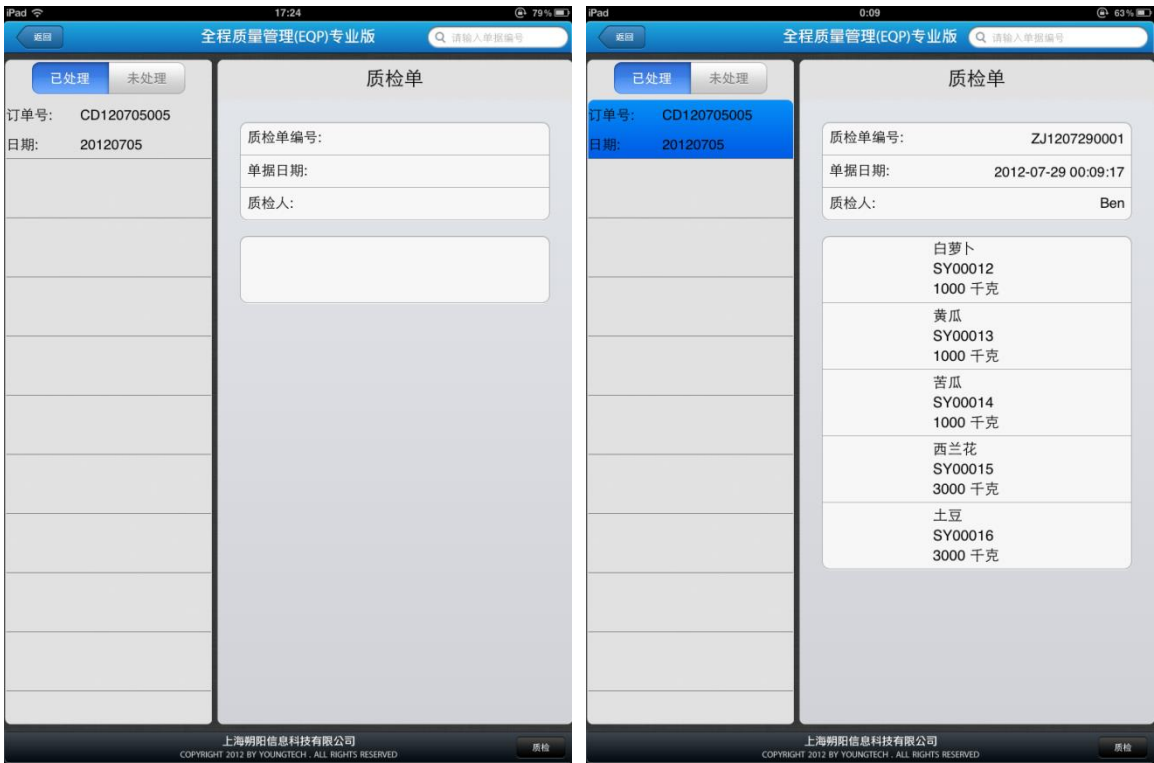 iPad 17:24 79%
返回 全程质量管理(EQP)专业版 请输入单据编号
已处理 未处理
订单号: CD120705005
日期: 20120705
质检单
质检单编号:
单据日期:
质检人:
上海朔阳信息科技有限公司
COPYRIGHT 2012 BY YOUNGTECH . ALL RIGHTS RESERVED
质检
iPad 0:09 63%
返回 全程质量管理(EQP)专业版 请输入单据编号
已处理 未处理
订单号: CD120705005
日期: 20120705
质检单
质检单编号: ZJ1207290001
单据日期: 2012-07-29 00:09:17
质检人: Ben
白萝卜
SY00012
1000 千克
黄瓜
SY00013
1000 千克
苦瓜
SY00014
1000 千克
西兰花
SY00015
3000 千克
土豆
SY00016
3000 千克
上海朔阳信息科技有限公司
COPYRIGHT 2012 BY YOUNGTECH . ALL RIGHTS RESERVED
质检